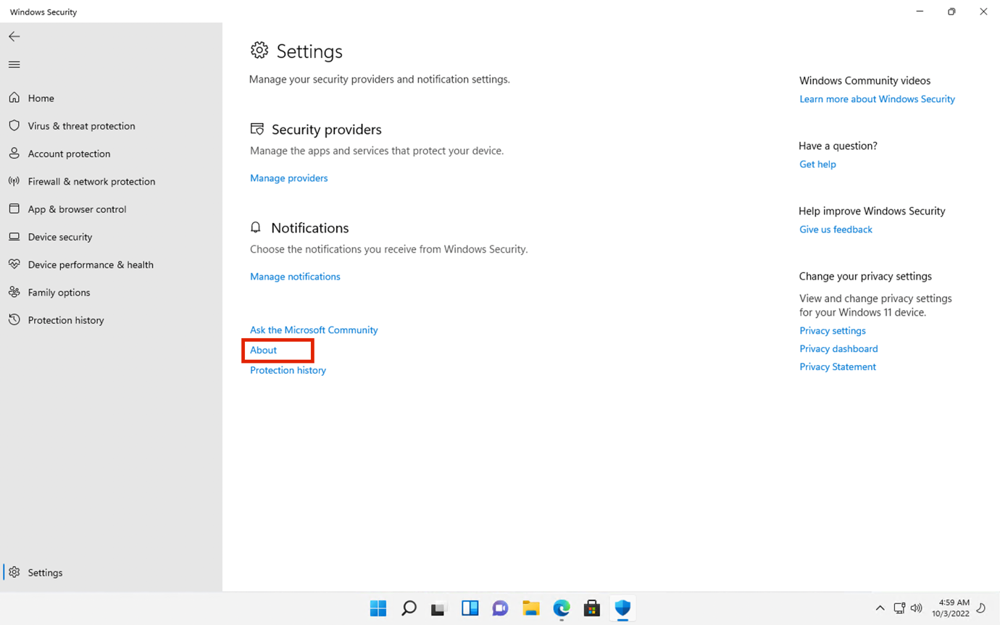 Windows Security
Home
Virus & threat protection
Account protection
Firewall & network protection
App & browser control
Device security
Device performance & health
Family options
Protection history
Settings
Settings
Manage your security providers and notification settings.
Security providers
Manage the apps and services that protect your device.
Manage providers
Notifications
Choose the notifications you receive from Windows Security.
Manage notifications
Ask the Microsoft Community
About
Protection history
Windows Community videos
Learn more about Windows Security
Have a question?
Get help
Help improve Windows Security
Give us feedback
Change your privacy settings
View and change privacy settings
for your Windows 11 device.
Privacy settings
Privacy dashboard
Privacy Statement
4:59 AM
10/3/2022